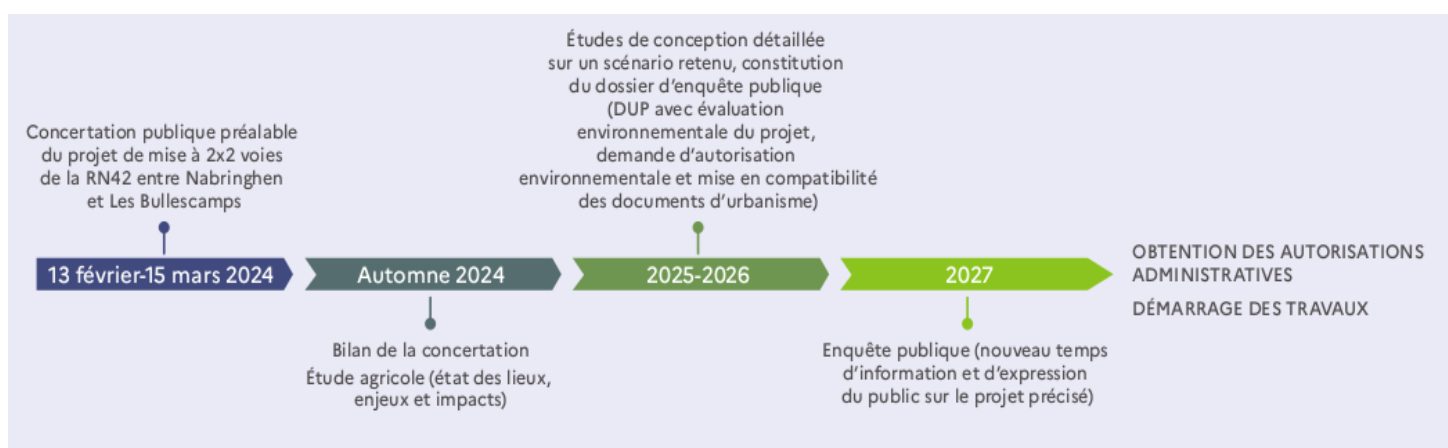 Concertation publique préalable
du projet de mise à 2x2 voies
de la RN42 entre Nabringhen
et Les Bullescamps
13 février-15 mars 2024
Automne 2024
Bilan de la concertation
Étude agricole (état des lieux,
enjeux et impacts)
Études de conception détaillée
sur un scénario retenu, constitution
du dossier d'enquête publique
(DUP avec évaluation
environnementale du projet,
demande d'autorisation
environnementale et mise en compatibilité
des documents d'urbanisme)
2025-2026
2027
Enquête publique (nouveau temps
d'information et d'expression
du public sur le projet précisé)
OBTENTION DES AUTORISATIONS
ADMINISTRATIVES
DÉMARRAGE DES TRAVAUX